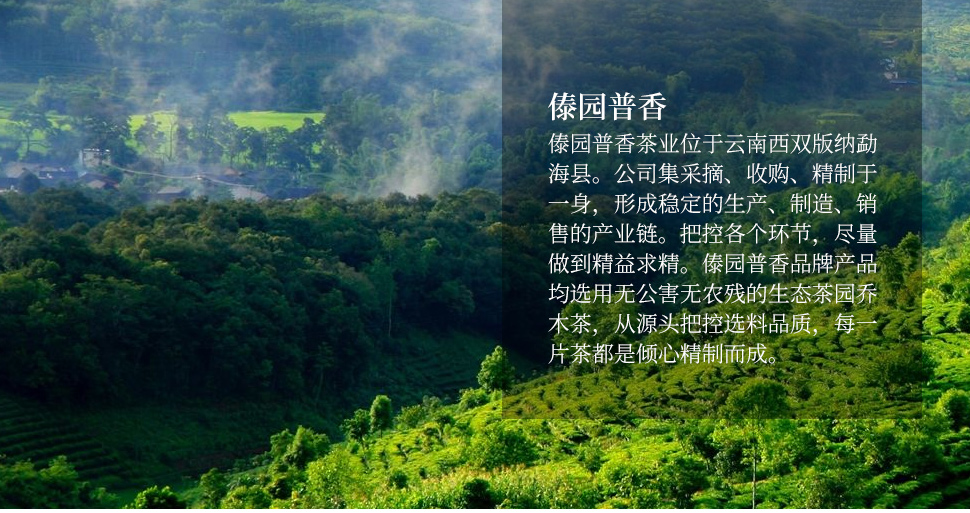 傣园普香
傣园普香茶业位于云南西双版纳勐
海县。公司集采摘、收购、精制于
一身，形成稳定的生产、制造、销
售的产业链。把控各个环节，尽量
做到精益求精。傣园普香品牌产品
均选用无公害无农残的生态茶园乔
木茶，从源头把控选料品质，每一
片茶都是倾心精制而成。